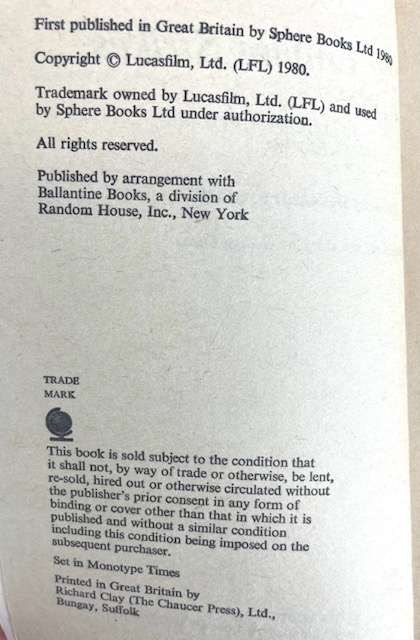 First published in Great Britain by Sphere Books Ltd 1980
Copyright © Lucasfilm, Ltd. (LFL) 1980.
Trademark owned by Lucasfilm, Ltd. (LFL) and used
by Sphere Books Ltd under authorization.
All rights reserved.
Published by arrangement with
Ballantine Books, a division of
Random House, Inc., New York
TRADE
MARK
This book is sold subject to the condition that
it shall not, by way of trade or otherwise, be lent,
re-sold, hired out or otherwise circulated without
the publisher's prior consent in any form of
binding or cover other than that in which it is
published and without a similar condition
including this condition being imposed on the
subsequent purchaser.
Set in Monotype Times
Printed in Great Britain by
Richard Clay (The Chaucer Press), Ltd.,
Bungay, Suffolk